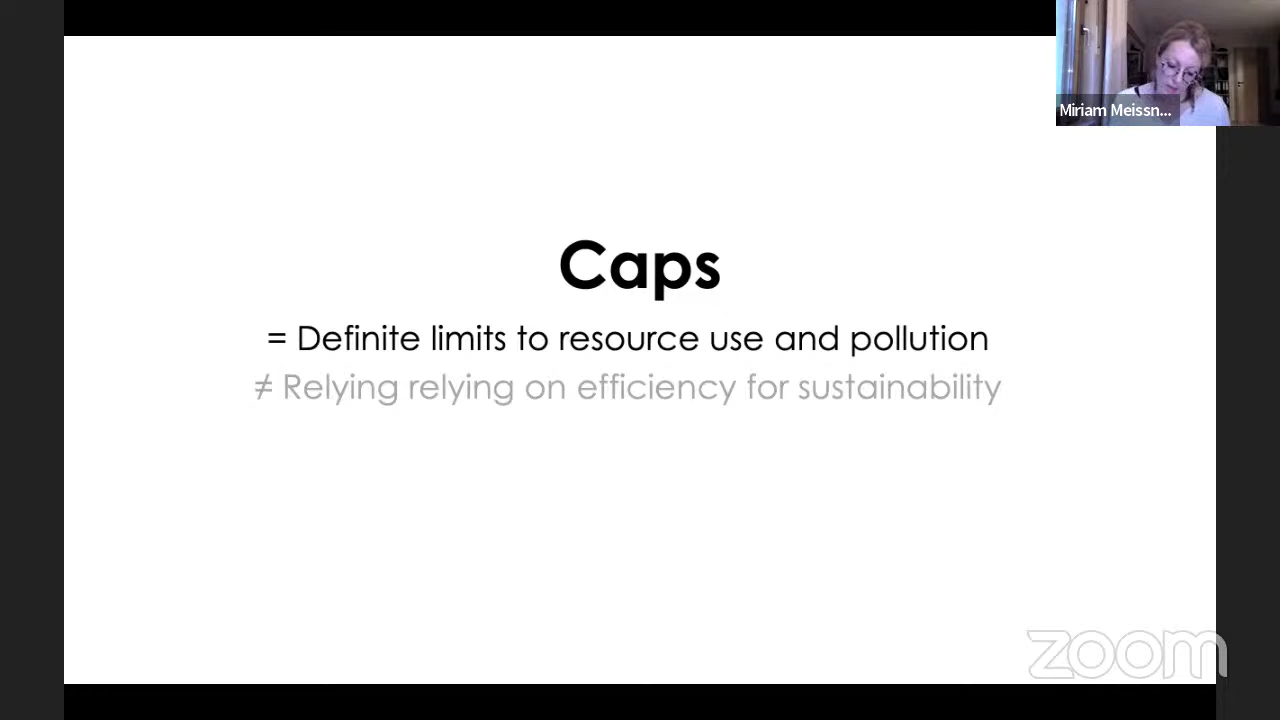 Miriam Meissn...
Caps
= Definite limits to resource use and pollution
≠ Relying relying on efficiency for sustainability
zoom